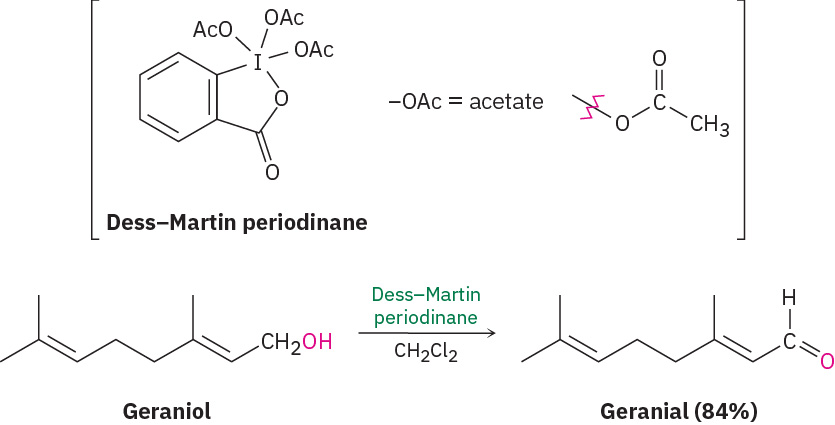 OAc
AcO
OAc
I
O
O
Dess–Martin periodinane
–OAc = acetate
O
C
O
CH₃
Geraniol
CH₂OH
Dess–Martin
periodinane
CH₂Cl₂
H
C
O
Geranial (84%)